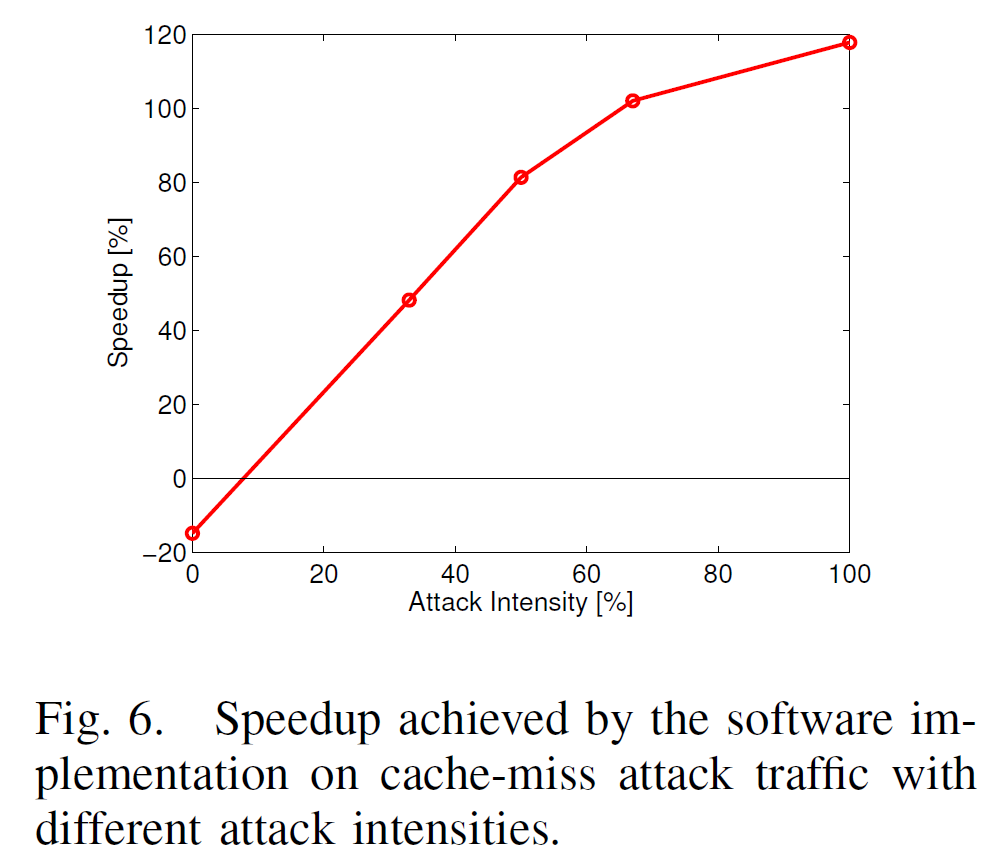 120
100
80
60
40
20
0
−20
Speedup [%]
0 20 40 60 80 100
Attack Intensity [%]
Fig. 6. Speedup achieved by the software im-
plementation on cache-miss attack traffic with
different attack intensities.